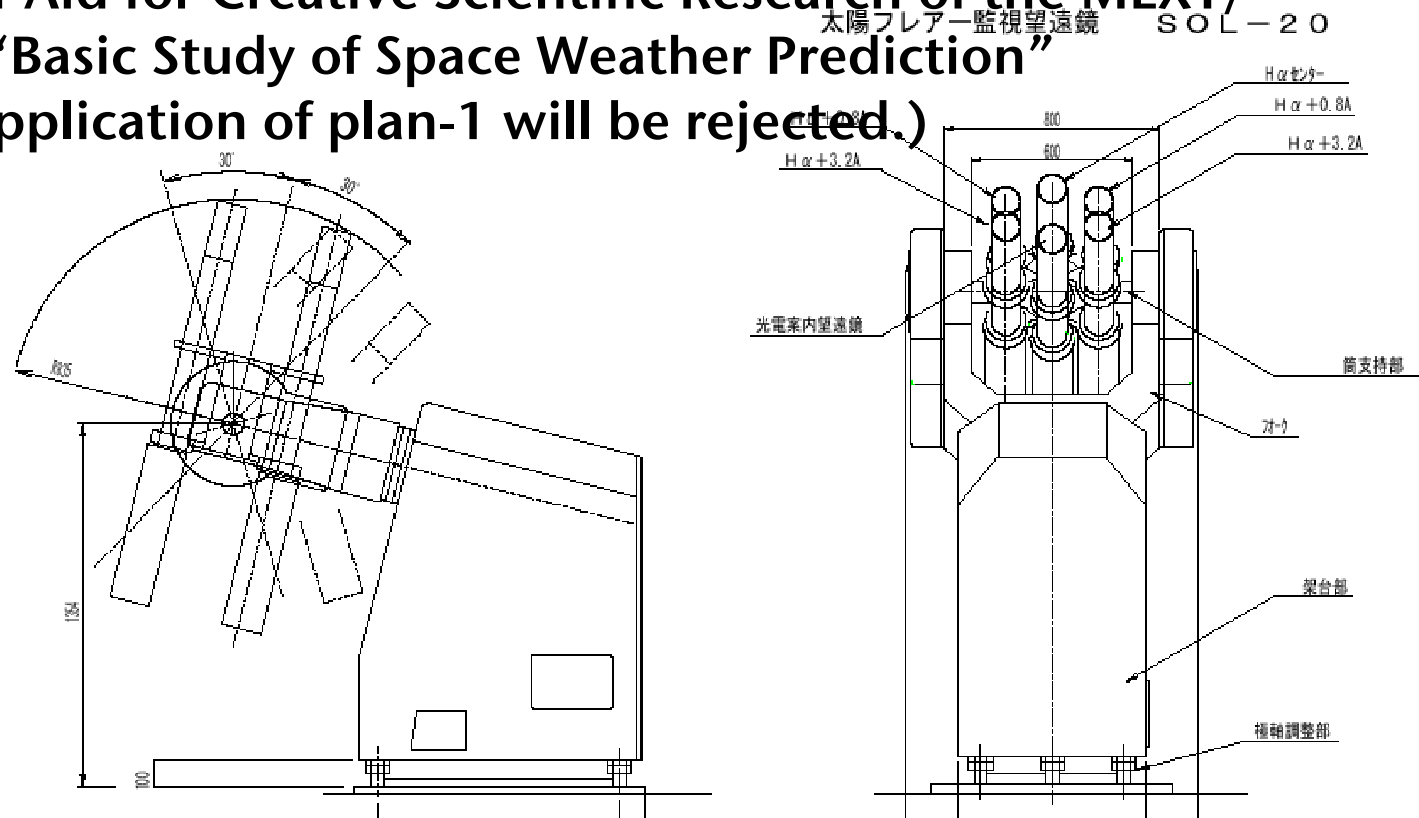 Aid for Creative Scientific Research of the MEXT,
太陽フレアー監視望遠鏡 SOL-20
“Basic Study of Space Weather Prediction”
pplication of plan-1 will be rejected.)
Hαセンター
Hα+0.8A
Hα+3.2A
Hα+3.2A
800
600
30°
30°
光電案内望遠鏡
筒支持部
フォーク
1354
架台部
極軸調整部
100